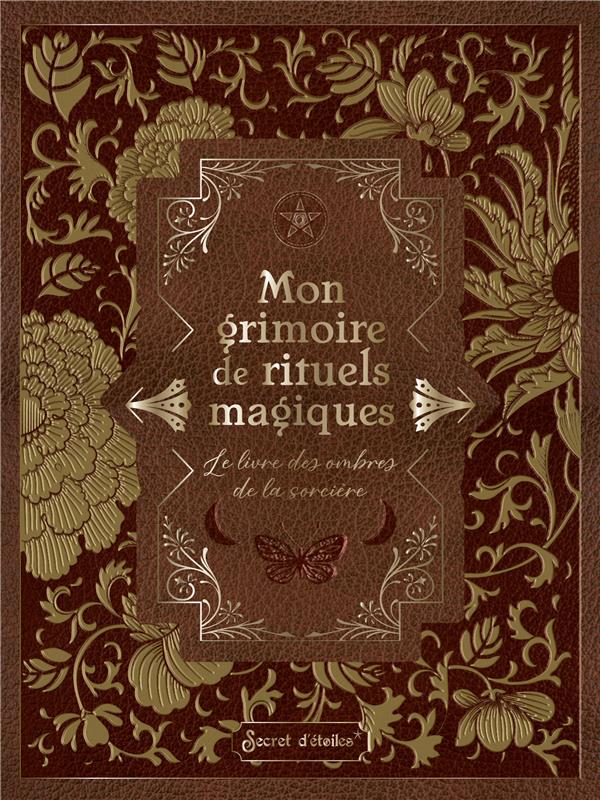 Mon
grimoire
de rituels
magiques
Le livre des ombres
de la sorcière
Secret d'étoiles*